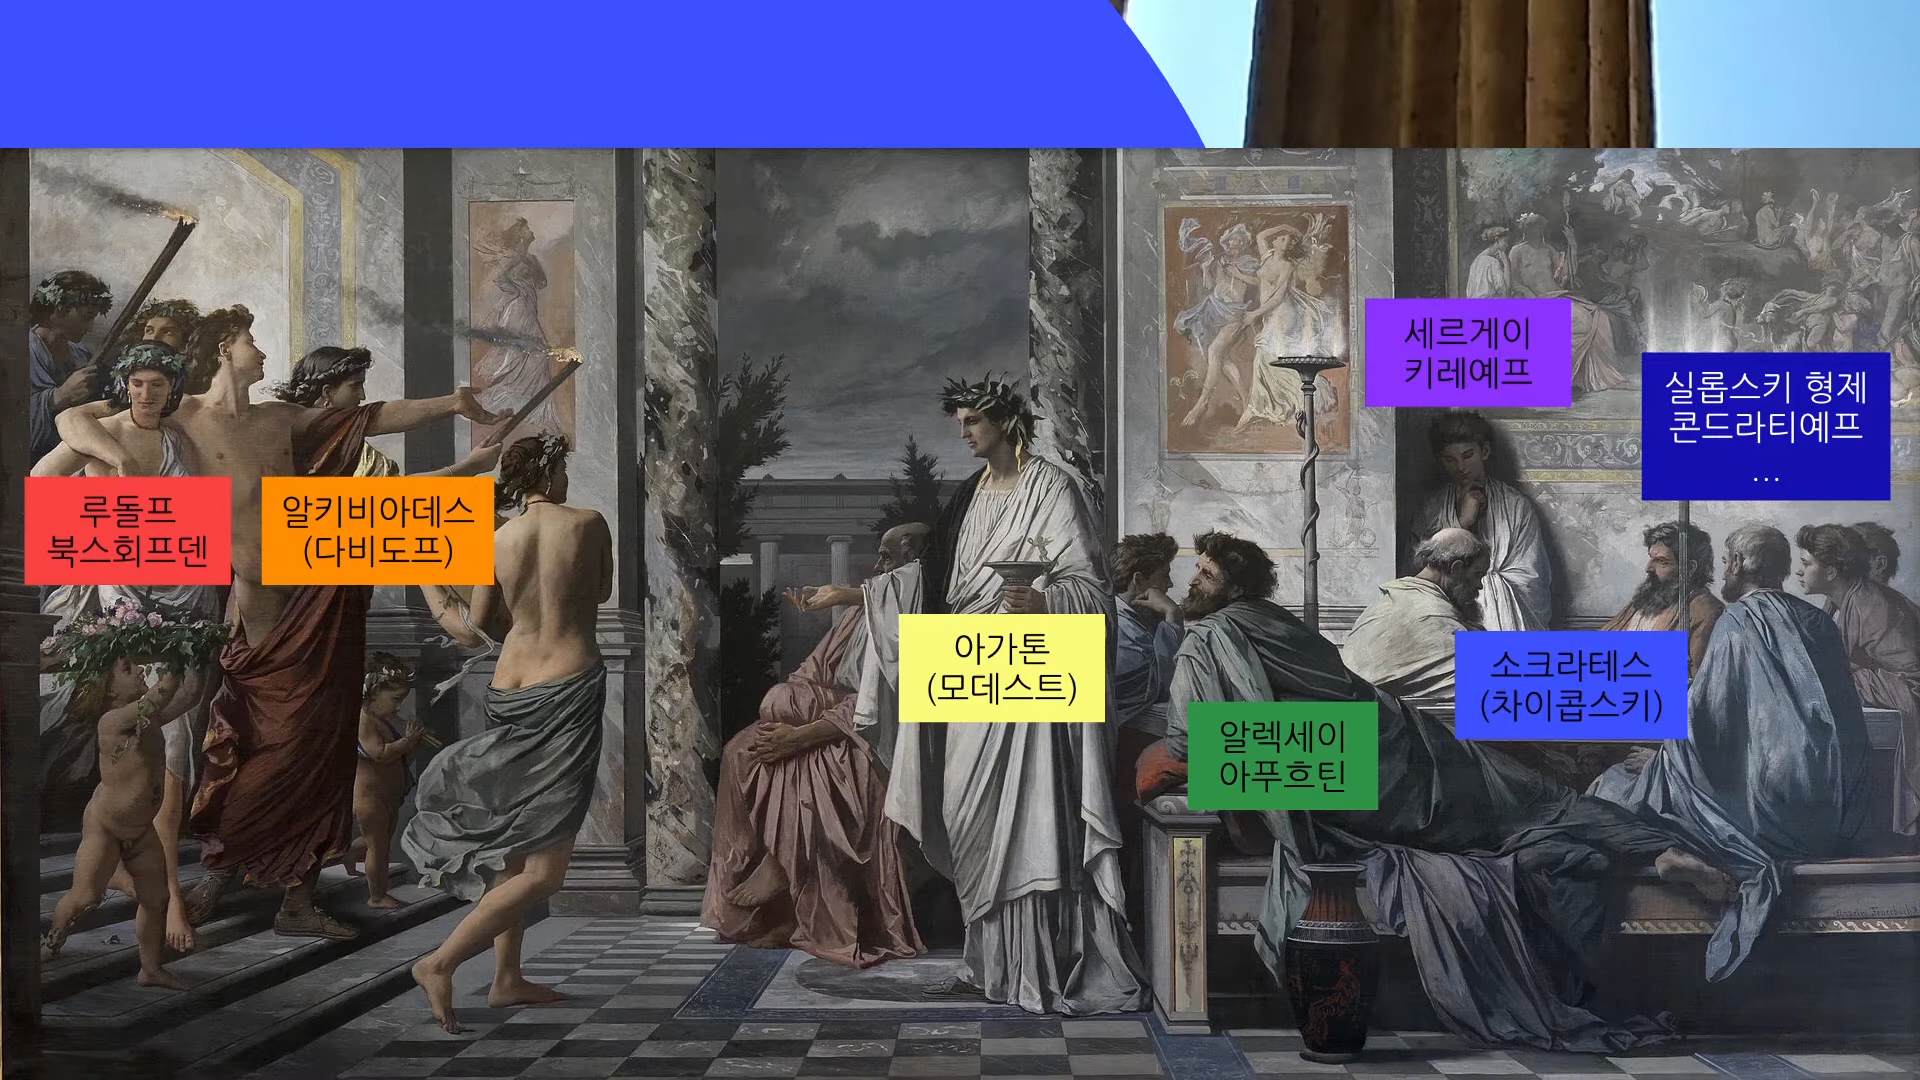 루돌프
북스회프덴
알키비아데스
(다비도프)
아가톤
(모데스트)
알렉세이
아푸흐틴
세르게이
키레예프
소크라테스
(차이콥스키)
실롭스키 형제
콘드라티예프
...